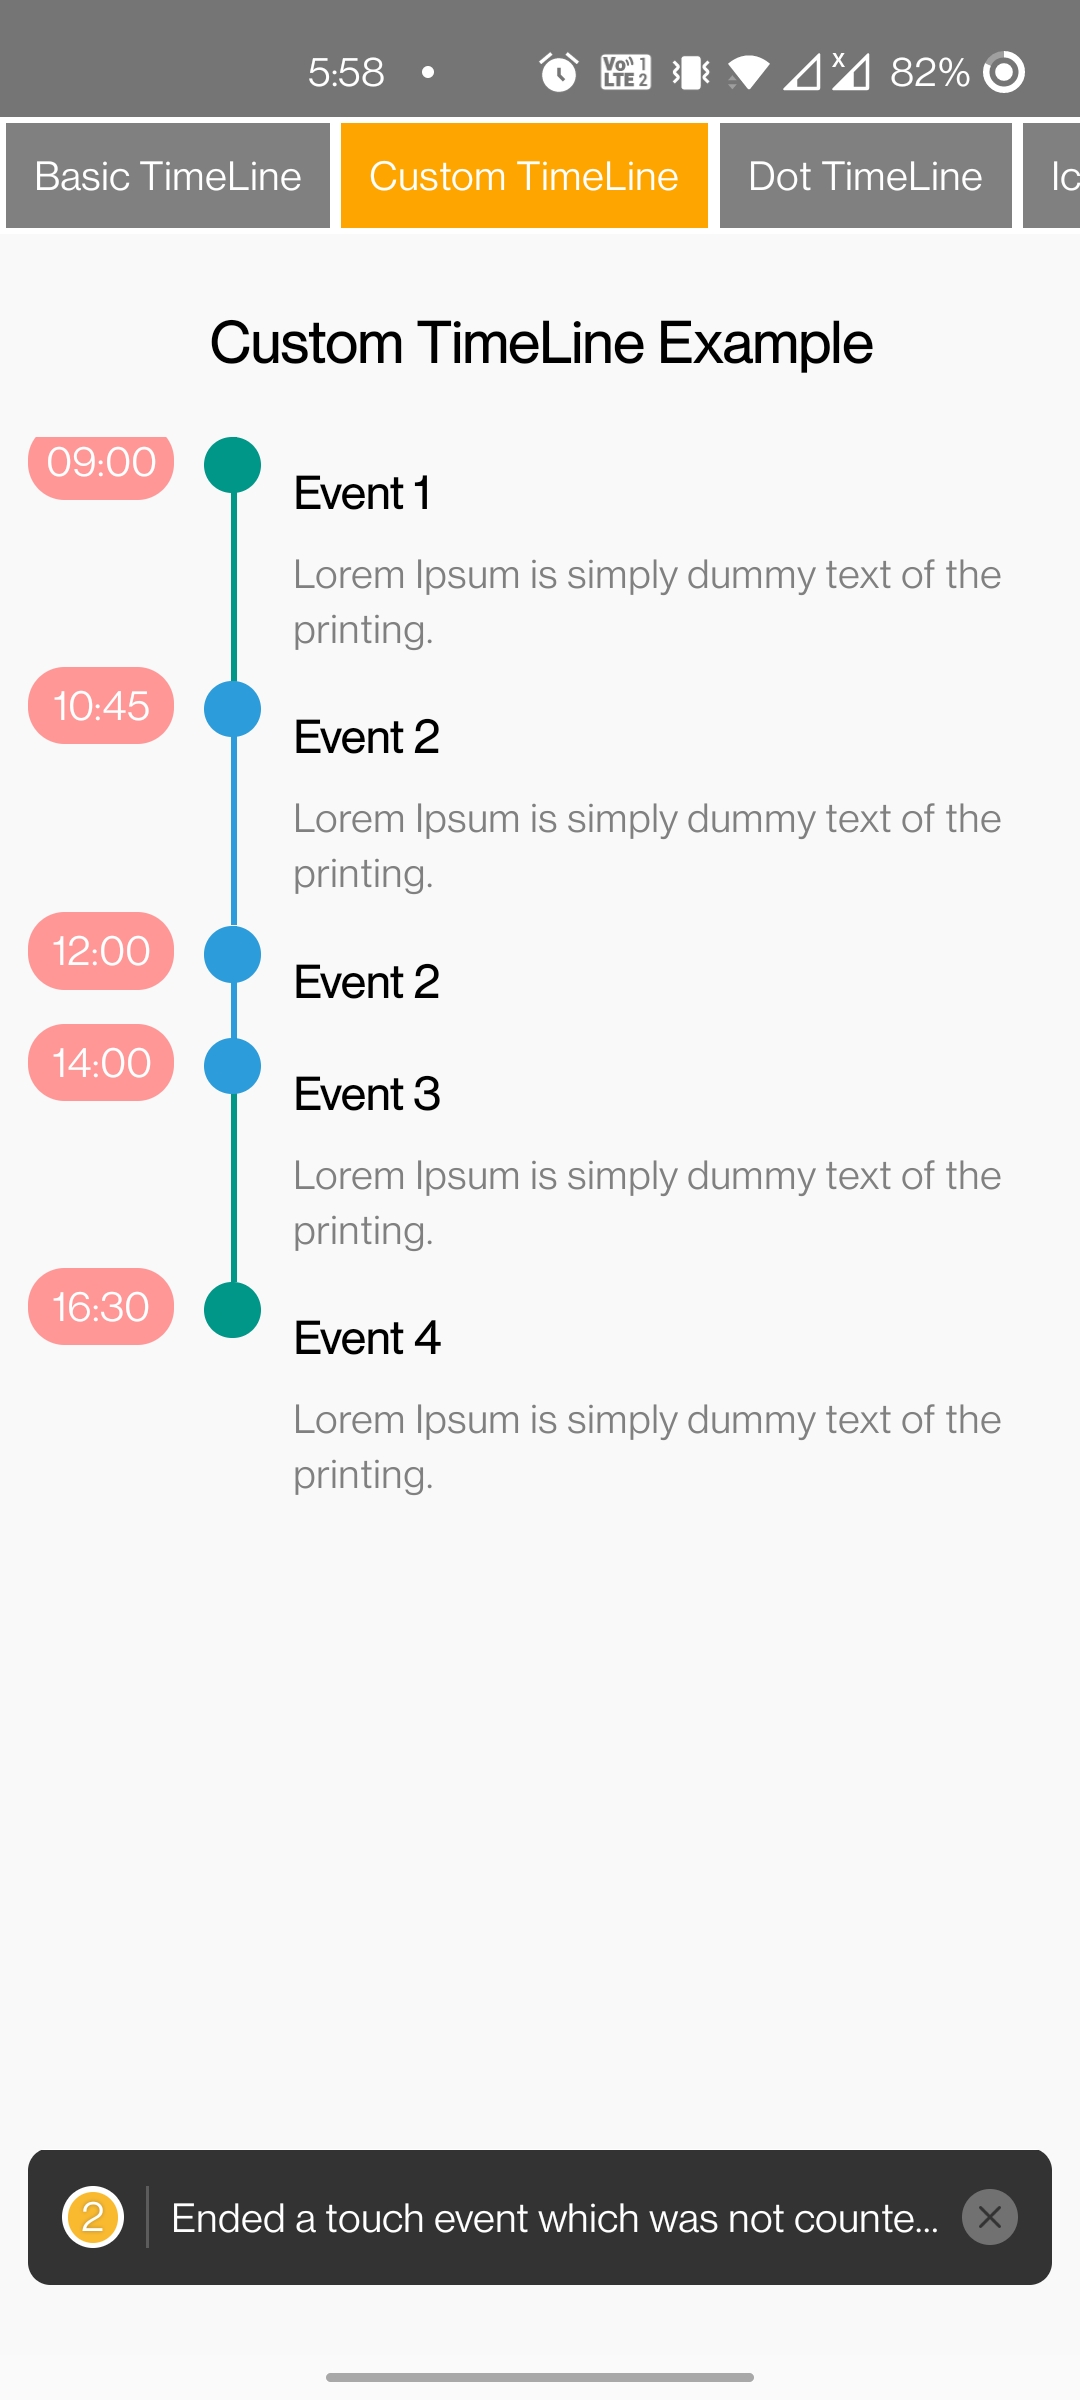 5:58 Vo)) 1 LTE 2 X 82%
Basic TimeLine Custom TimeLine Dot TimeLine Ic
Custom TimeLine Example
09:00
Event 1
Lorem Ipsum is simply dummy text of the
printing.
10:45
Event 2
Lorem Ipsum is simply dummy text of the
printing.
12:00
Event 2
14:00
Event 3
Lorem Ipsum is simply dummy text of the
printing.
16:30
Event 4
Lorem Ipsum is simply dummy text of the
printing.
2 Ended a touch event which was not counte...